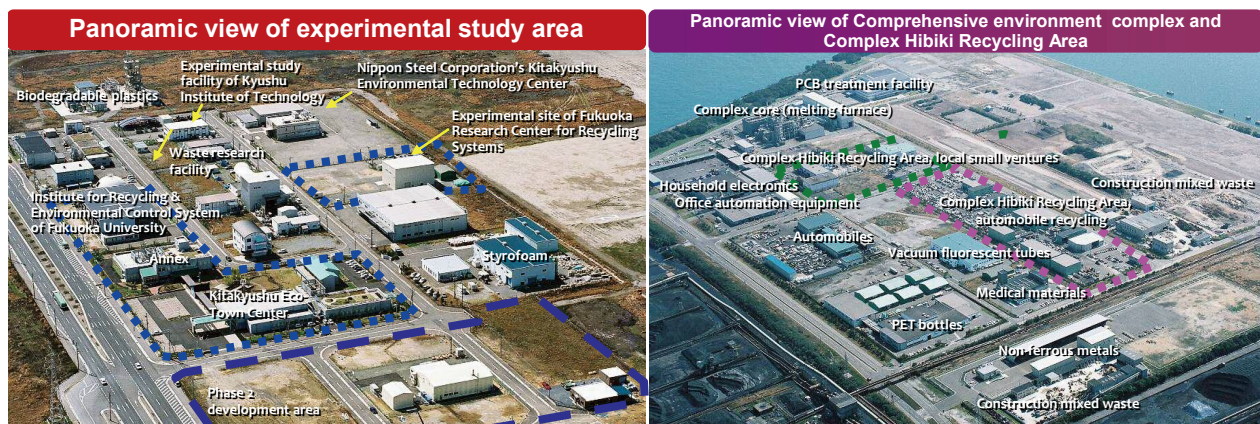 Panoramic view of experimental study area
Experimental study
facility of Kyushu
Institute of Technology
Nippon Steel Corporation's Kitakyushu
Environmental Technology Center
Biodegradable plastics
Experimental site of Fukuoka
Research Center for Recycling
Systems
Waste research
facility
Institute for Recycling &
Environmental Control System
of Fukuoka University
Annex
Styrofoam
Kitakyushu Eco
Town Center
Phase 2
development area
Panoramic view of Comprehensive environment complex and
Complex Hibiki Recycling Area
PCB treatment facility
Complex core (melting furnace)
Complex Hibiki Recycling Area, local small ventures
Household electronics
Office automation equipment
Construction mixed waste
Complex Hibiki Recycling Area,
automobile recycling
Automobiles
Vacuum fluorescent tubes
Medical materials
PET bottles
Non-ferrous metals
Construction mixed waste